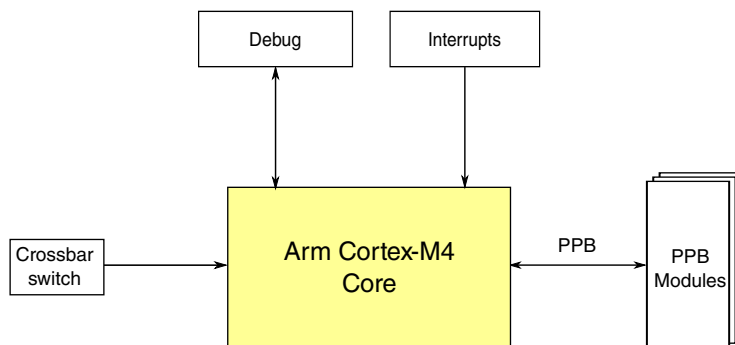 Debug
Interrupts
Crossbar
switch
Arm Cortex-M4
Core
PPB
PPB
Modules